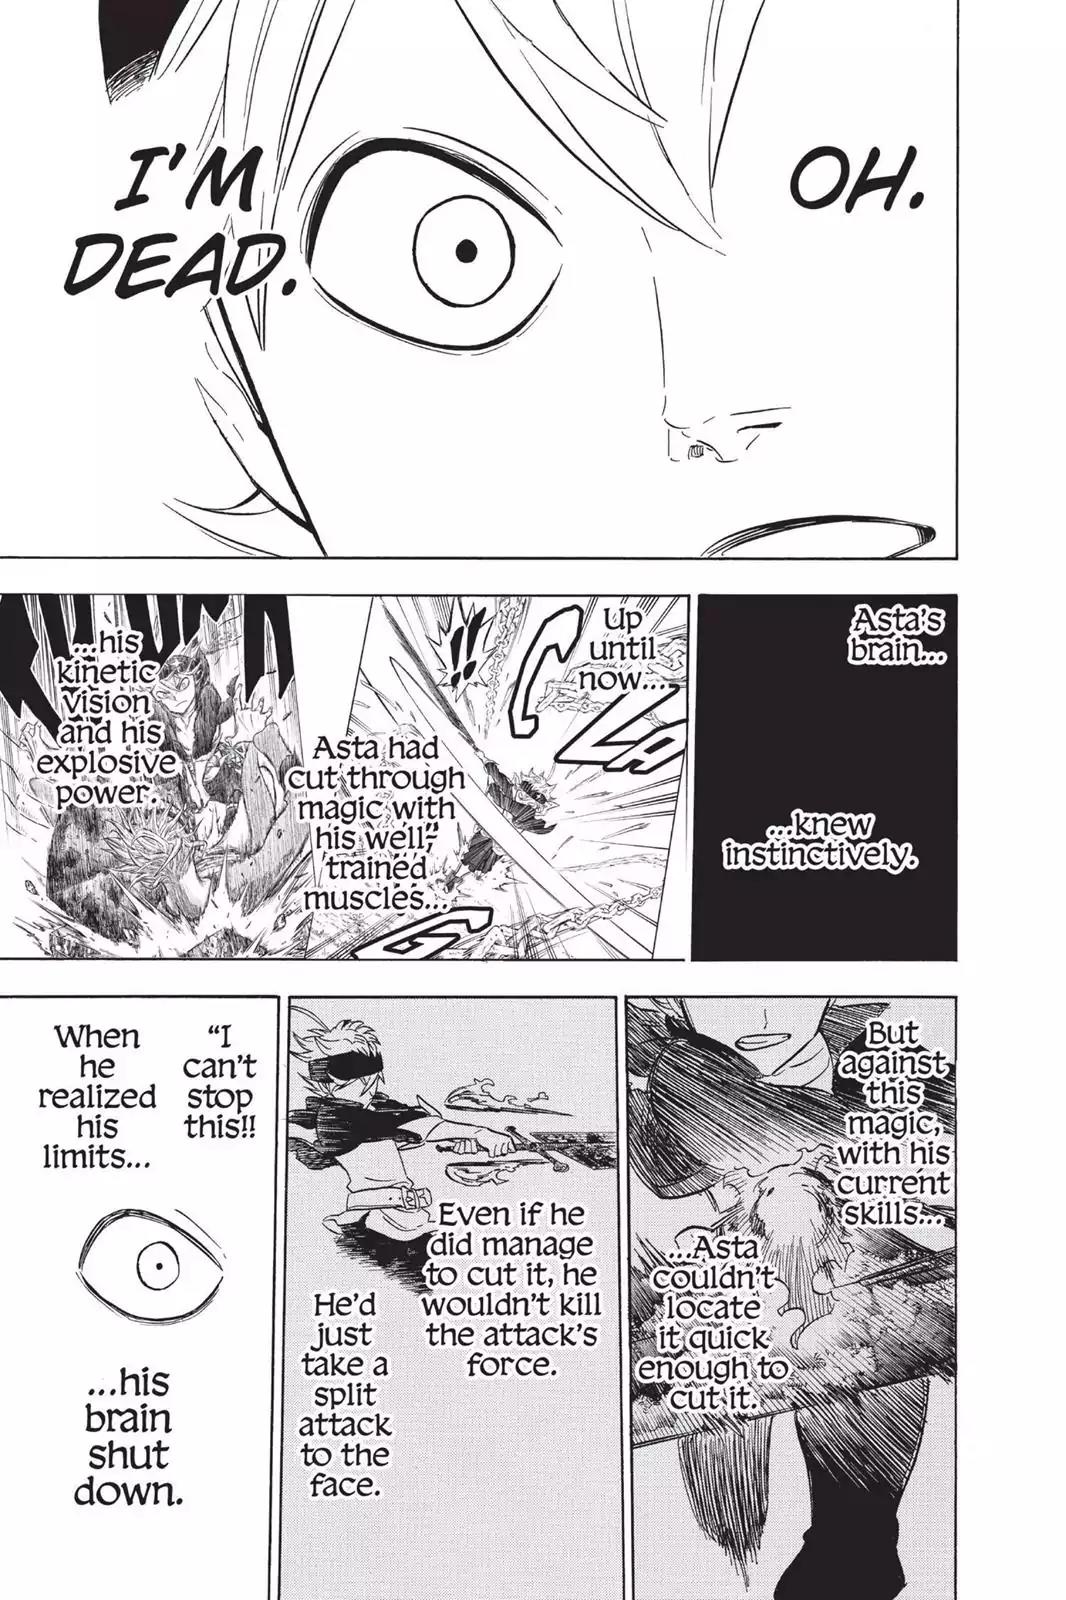 OH.
I'M
DEAD.
Asta's
brain...
...knew
instinctively.
Up
until
now...
CLANG
!!
Asta had
cut through
magic with
his well-
trained
muscles...
...his
kinetic
vision
and his
explosive
power.
But
against
this
magic,
with his
current
skills...
...Asta
couldn't
locate
it quick
enough to
cut it.
Even if he
did manage
to cut it, he
wouldn't kill
the attack's
force.
He'd
just
take a
split
attack
to the
face.
"I
can't
stop
this!!
When
he
realized
his
limits...
...his
brain
shut
down.